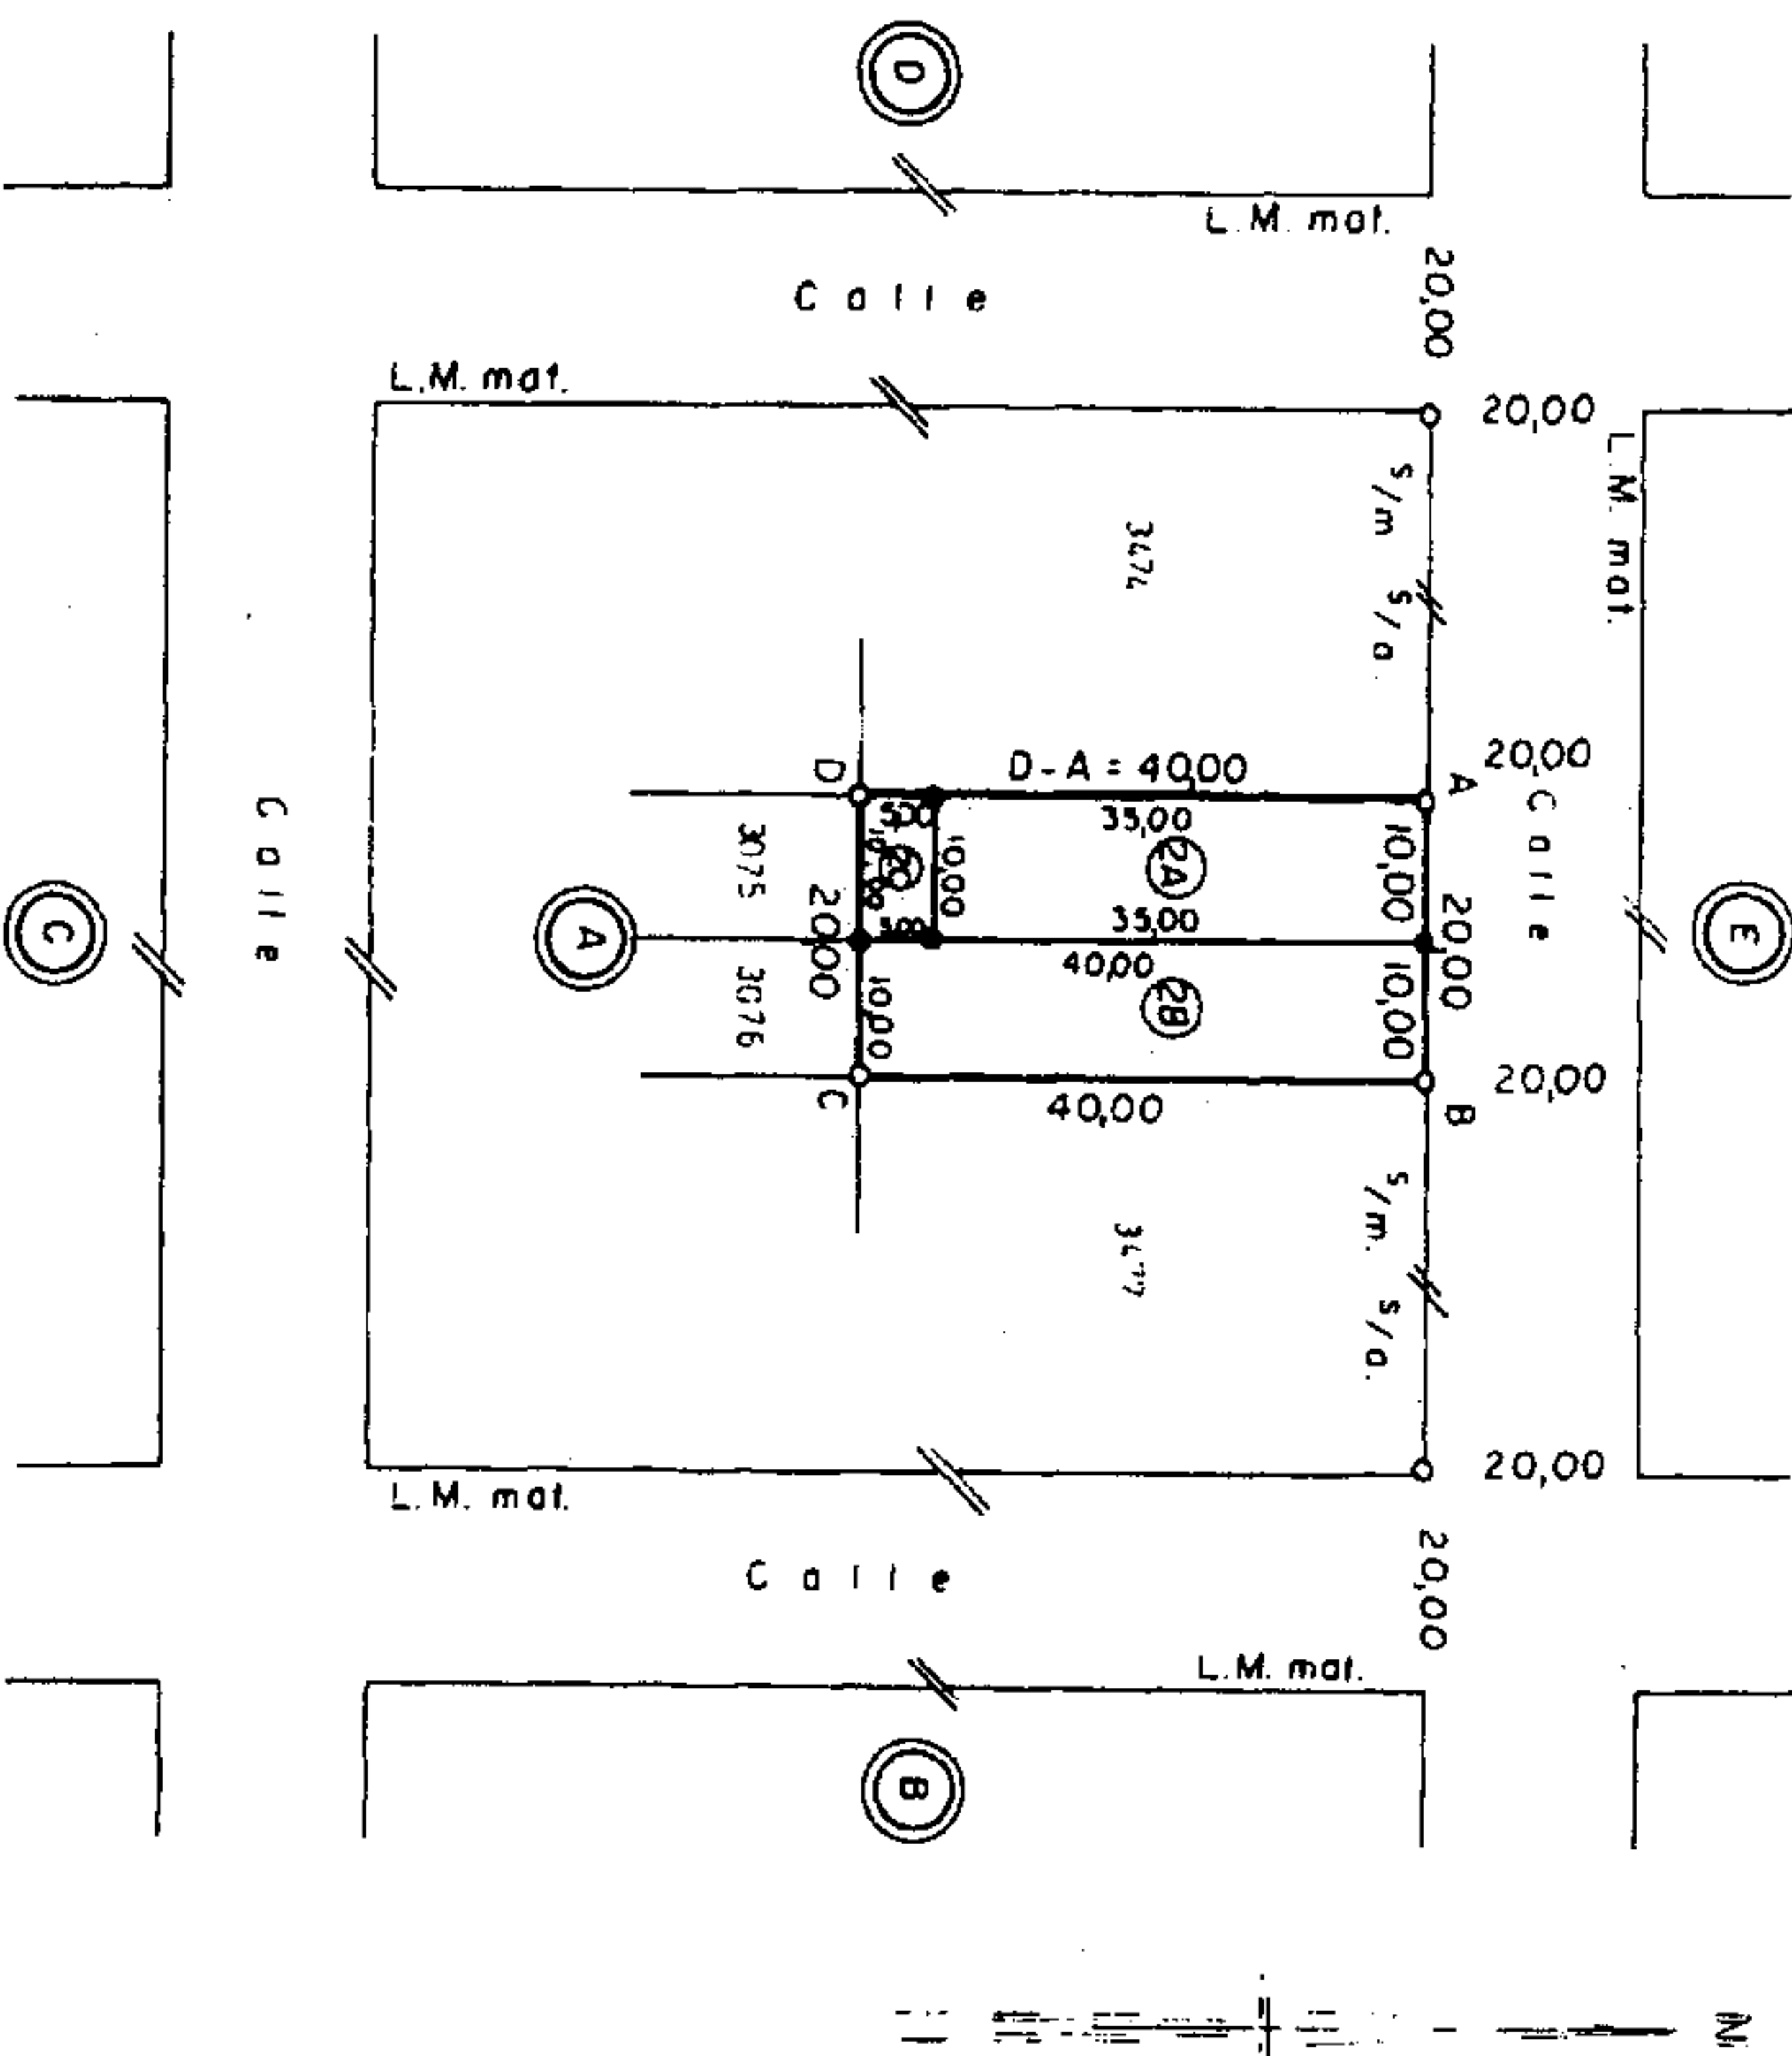 D
L.M. mat.
20,00
Calle
L.M. mat.
20,00
L.M. mat.
s/m s/a
3474
20,00
D-A = 40,00
D
A
Calle
5,00
35,00
10,00
2C
10,00
2A
10,00
3075
C
Calle
A
20,00
5,00
35,00
20,00
E
40,00
3076
10,00
2B
10,00
20,00
C
40,00
B
s/m. s/a.
3477
20,00
L.M. mat.
Calle
20,00
L.M. mat.
B
N